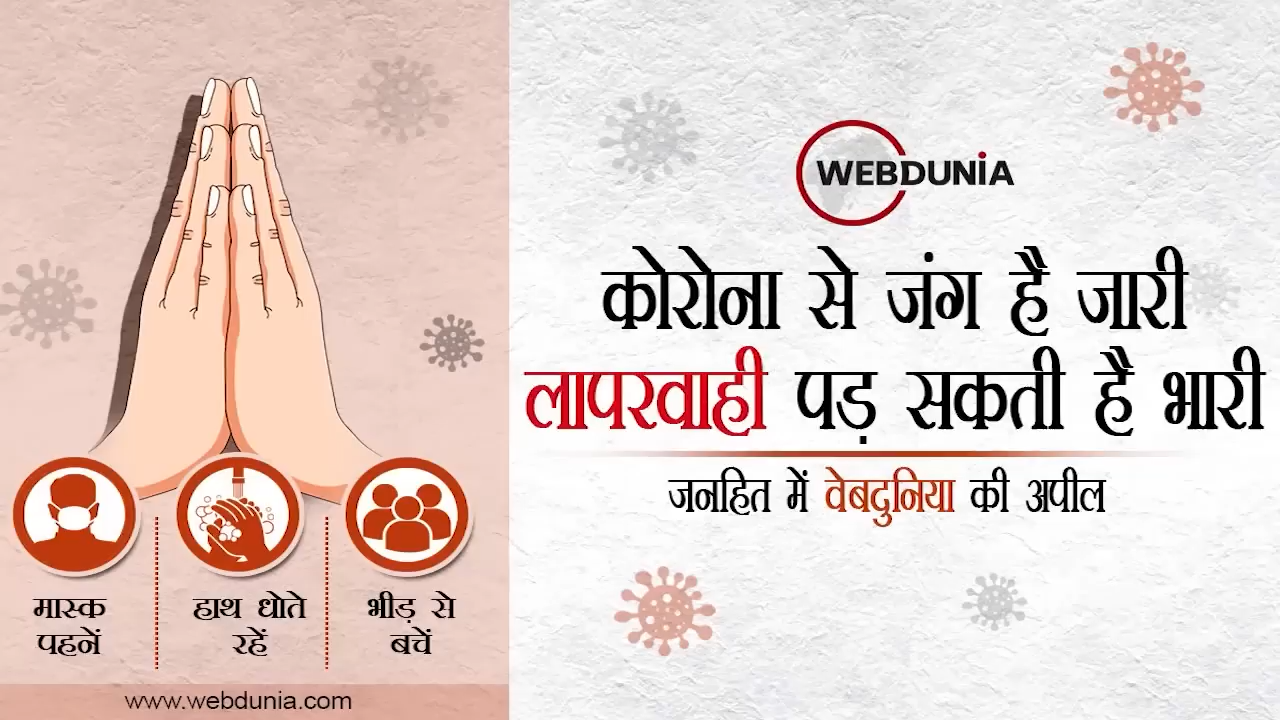 WEBDUNIA
कोरोना से जंग है जारी
लापरवाही पड़ सकती है भारी
जनहित में वेबदुनिया की अपील
मास्क
पहनें
हाथ धोते
रहें
भीड़ से
बचें
www.webdunia.com